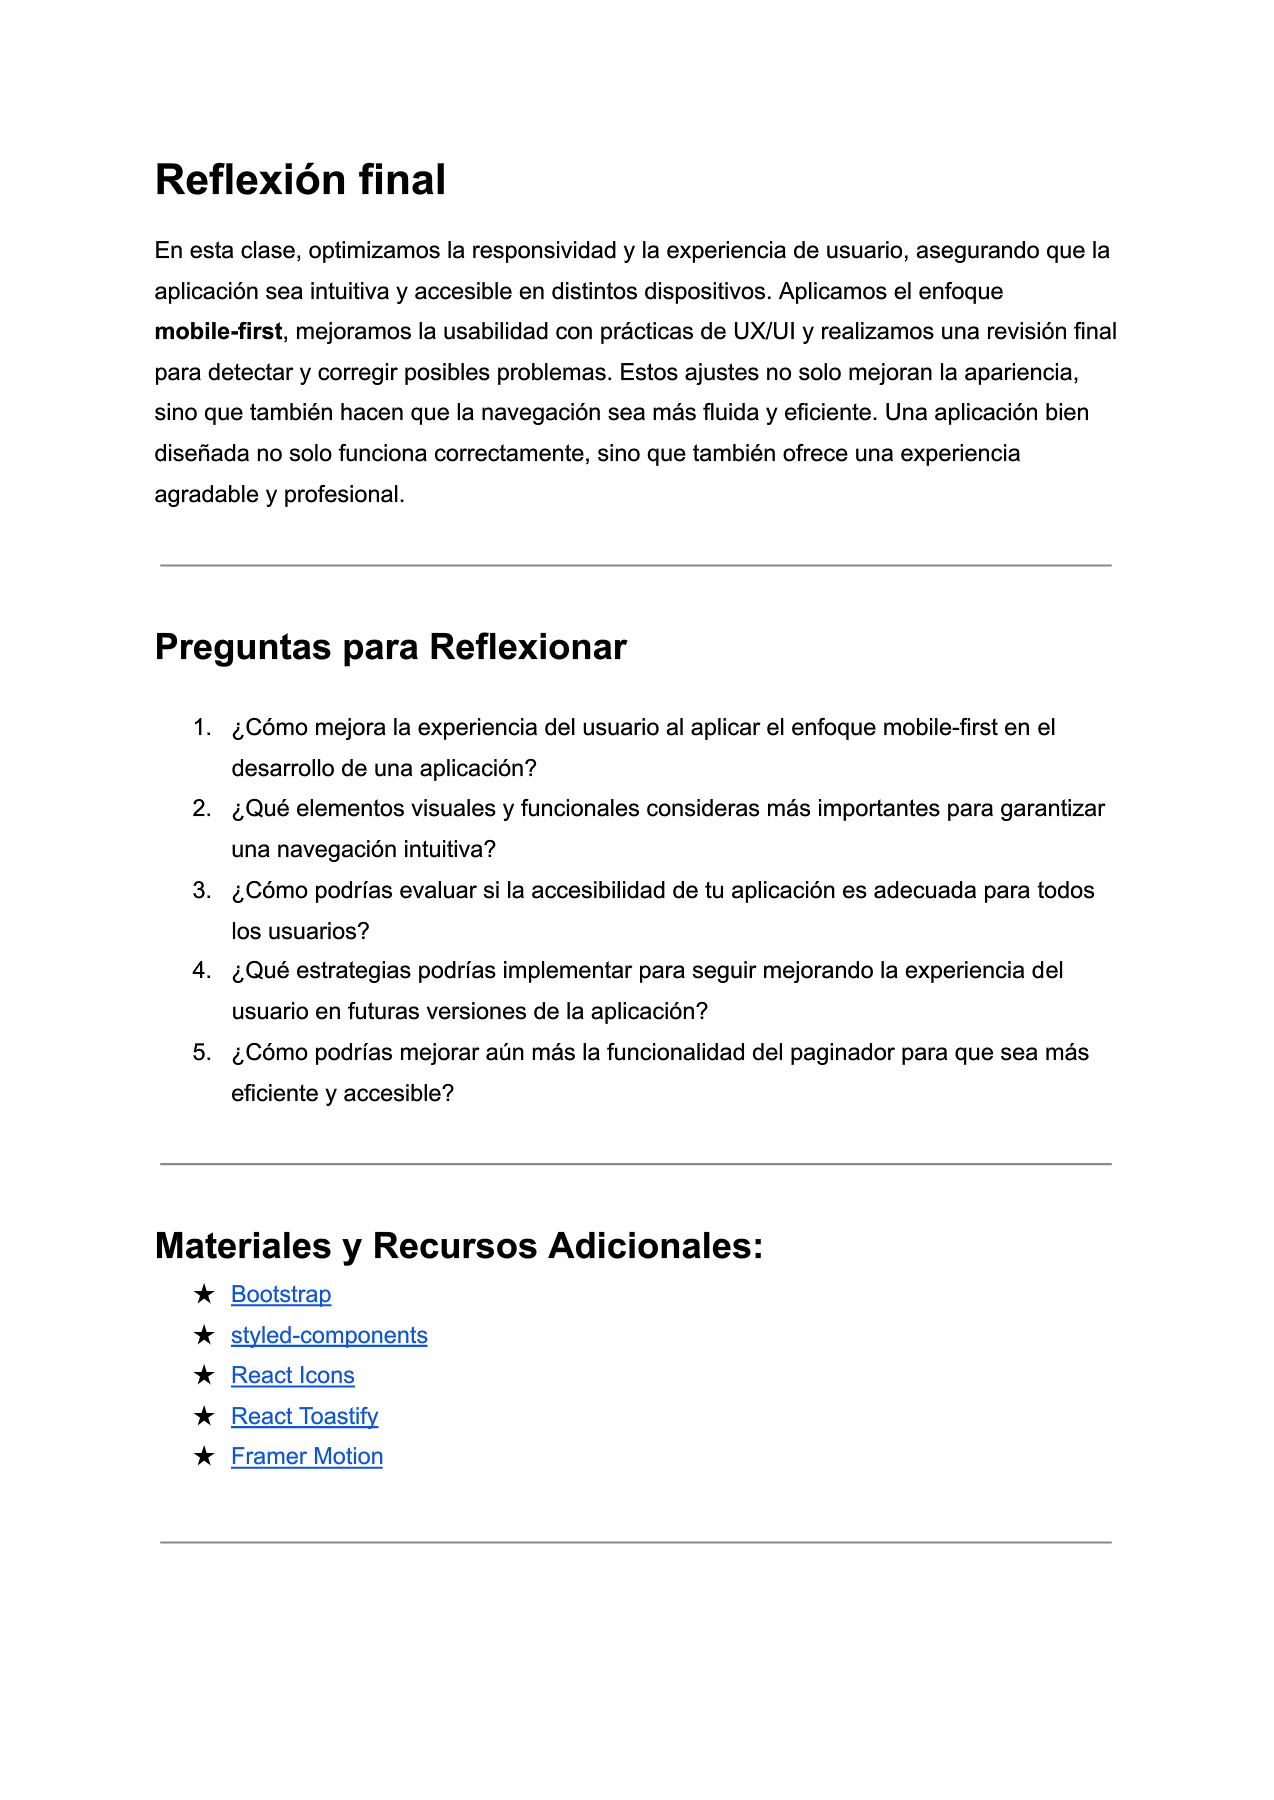 Reflexión final
En esta clase, optimizamos la responsividad y la experiencia de usuario, asegurando que la
aplicación sea intuitiva y accesible en distintos dispositivos. Aplicamos el enfoque
mobile-first, mejoramos la usabilidad con prácticas de UX/UI y realizamos una revisión final
para detectar y corregir posibles problemas. Estos ajustes no solo mejoran la apariencia,
sino que también hacen que la navegación sea más fluida y eficiente. Una aplicación bien
diseñada no solo funciona correctamente, sino que también ofrece una experiencia
agradable y profesional.
Preguntas para Reflexionar
1. ¿Cómo mejora la experiencia del usuario al aplicar el enfoque mobile-first en el
desarrollo de una aplicación?
2. ¿Qué elementos visuales y funcionales consideras más importantes para garantizar
una navegación intuitiva?
3. ¿Cómo podrías evaluar si la accesibilidad de tu aplicación es adecuada para todos
los usuarios?
4. ¿Qué estrategias podrías implementar para seguir mejorando la experiencia del
usuario en futuras versiones de la aplicación?
5. ¿Cómo podrías mejorar aún más la funcionalidad del paginador para que sea más
eficiente y accesible?
Materiales y Recursos Adicionales:
★ Bootstrap
★ styled-components
★ React Icons
★ React Toastify
★ Framer Motion